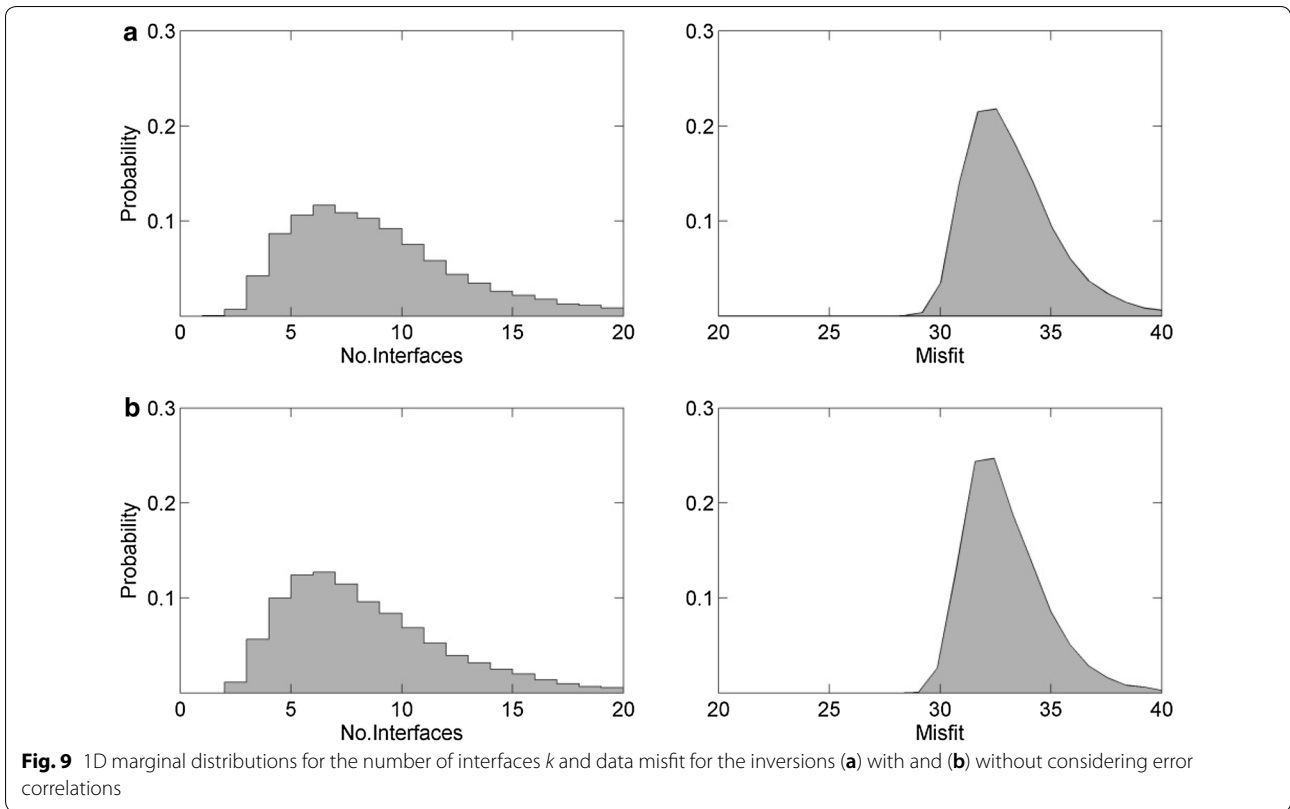 a
0.3
0.2
0.1
Probability
0 5 10 15 20
No.Interfaces
0.3
0.2
0.1
20 25 30 35 40
Misfit
b
0.3
0.2
0.1
Probability
0 5 10 15 20
No.Interfaces
0.3
0.2
0.1
20 25 30 35 40
Misfit
Fig. 9 1D marginal distributions for the number of interfaces k and data misfit for the inversions (a) with and (b) without considering error
correlations